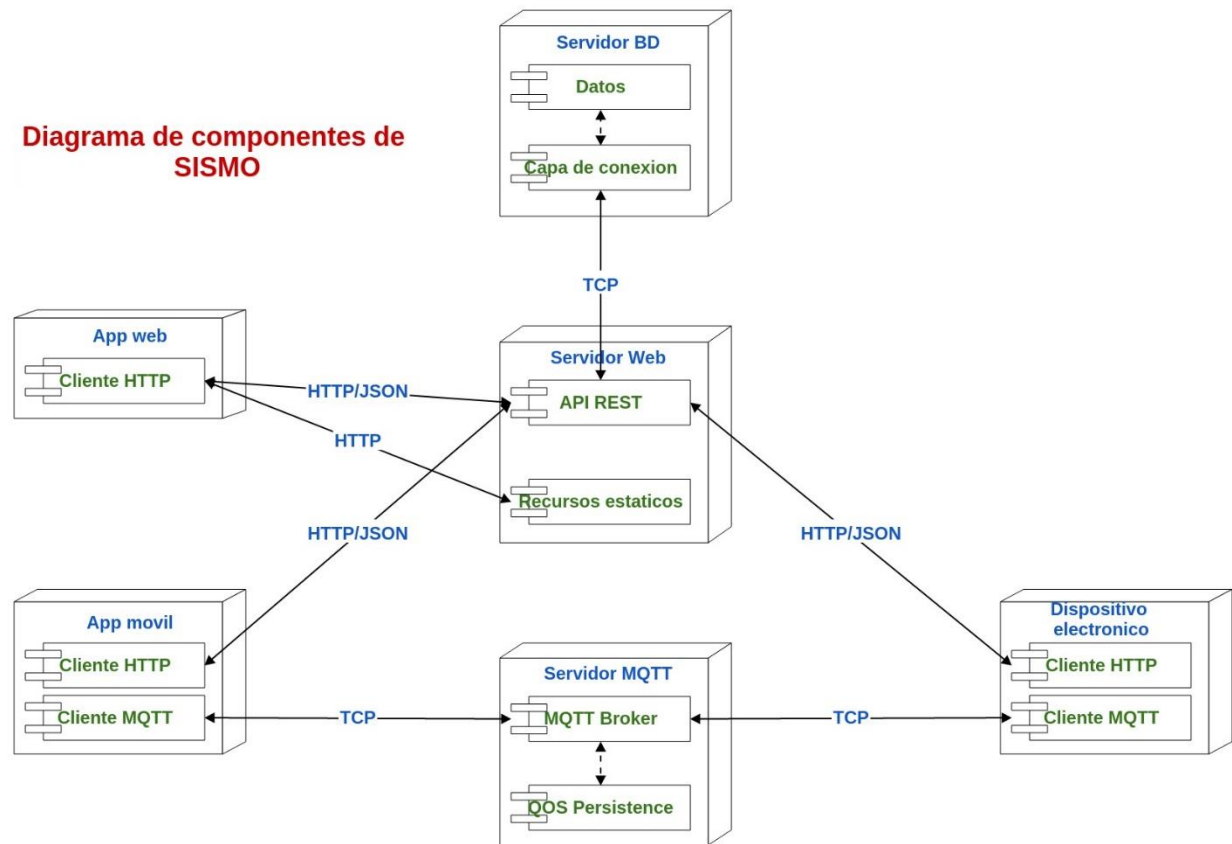 Servidor BD
Datos
Capa de conexion
Diagrama de componentes de
SISMO
TCP
App web
Cliente HTTP
HTTP/JSON
HTTP
Servidor Web
API REST
Recursos estaticos
HTTP/JSON
HTTP/JSON
App movil
Cliente HTTP
Cliente MQTT
TCP
Servidor MQTT
MQTT Broker
QOS Persistence
TCP
Dispositivo
electronico
Cliente HTTP
Cliente MQTT